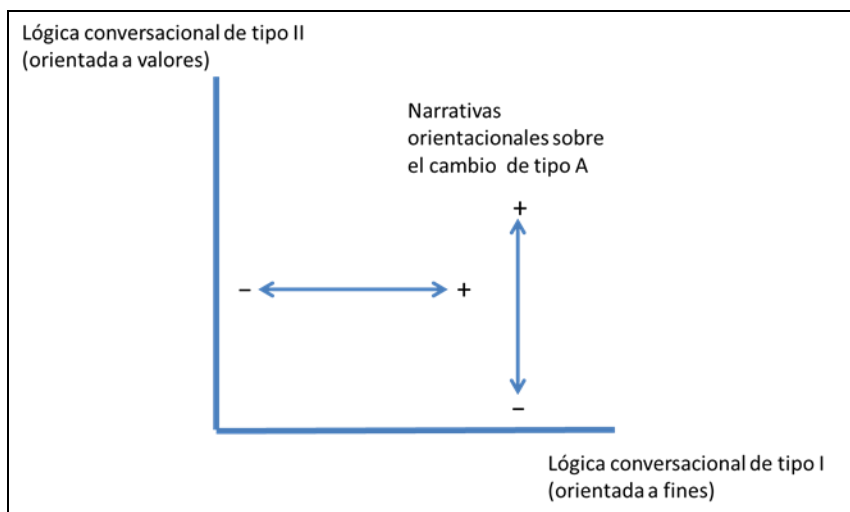 Lógica conversacional de tipo II
(orientada a valores)
Narrativas
orientacionales sobre
el cambio de tipo A
+
− +
−
Lógica conversacional de tipo I
(orientada a fines)